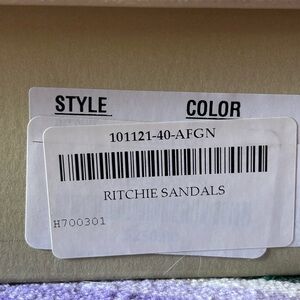 STYLE COLOR
101121-40-AFGN
RITCHIE SANDALS
H700301